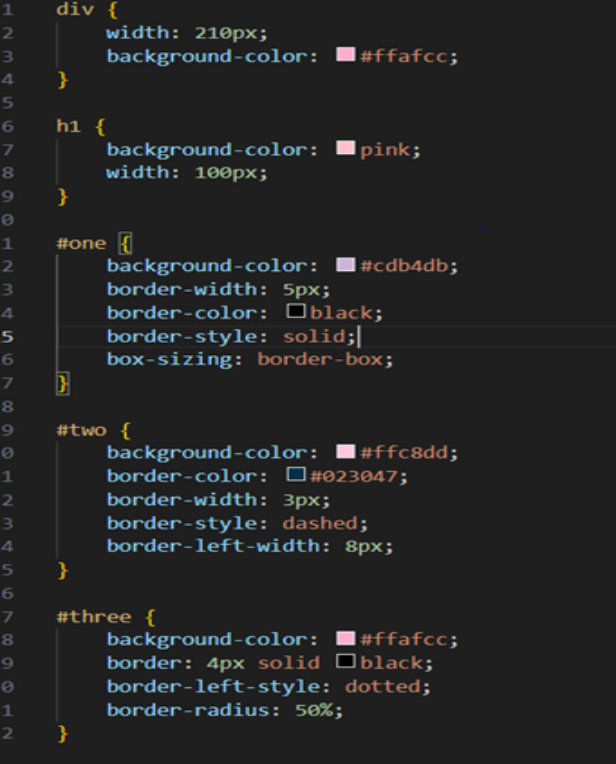 1 div {
2 width: 210px;
3 background-color: #ffafcc;
4 }
5
6 h1 {
7 background-color: pink;
8 width: 100px;
9 }
0
1 #one {
2 background-color: #cdb4db;
3 border-width: 5px;
4 border-color: black;
5 border-style: solid;
6 box-sizing: border-box;
7 }
8
9 #two {
0 background-color: #ffc8dd;
1 border-color: #023047;
2 border-width: 3px;
3 border-style: dashed;
4 border-left-width: 8px;
5 }
6
7 #three {
8 background-color: #ffafcc;
9 border: 4px solid black;
0 border-left-style: dotted;
1 border-radius: 50%;
2 }